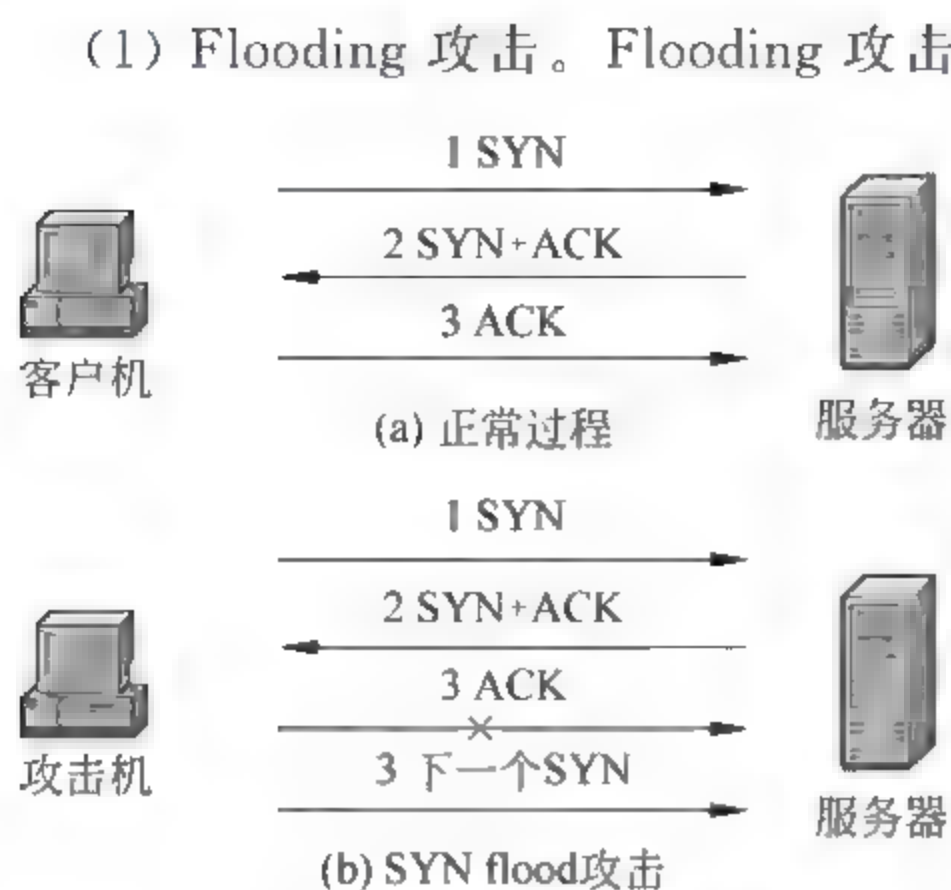 (1) Flooding 攻击。Flooding 攻击
1 SYN
2 SYN+ACK
3 ACK
客户机
服务器
(a) 正常过程
1 SYN
2 SYN+ACK
3 ACK
3 下一个SYN
攻击机
服务器
(b) SYN flood攻击